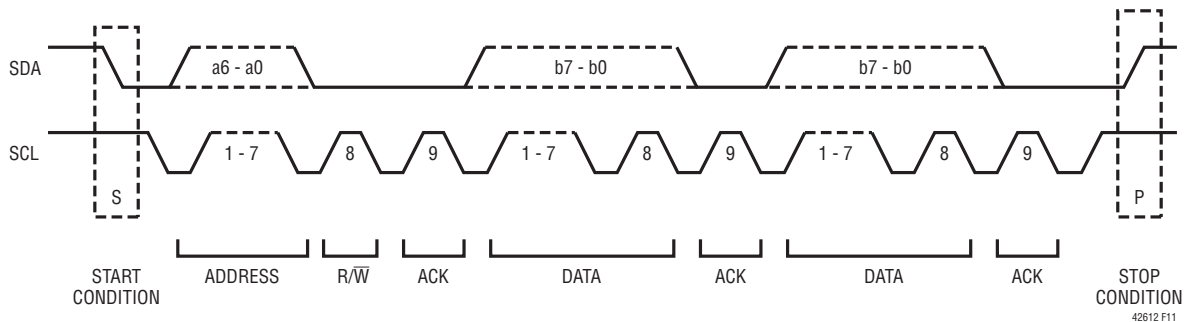 SDA
a6 - a0
b7 - b0
b7 - b0
SCL
1 - 7
8
9
1 - 7
8
9
1 - 7
8
9
S
P
START
CONDITION
ADDRESS
R/W̅
ACK
DATA
ACK
DATA
ACK
STOP
CONDITION
42612 F11